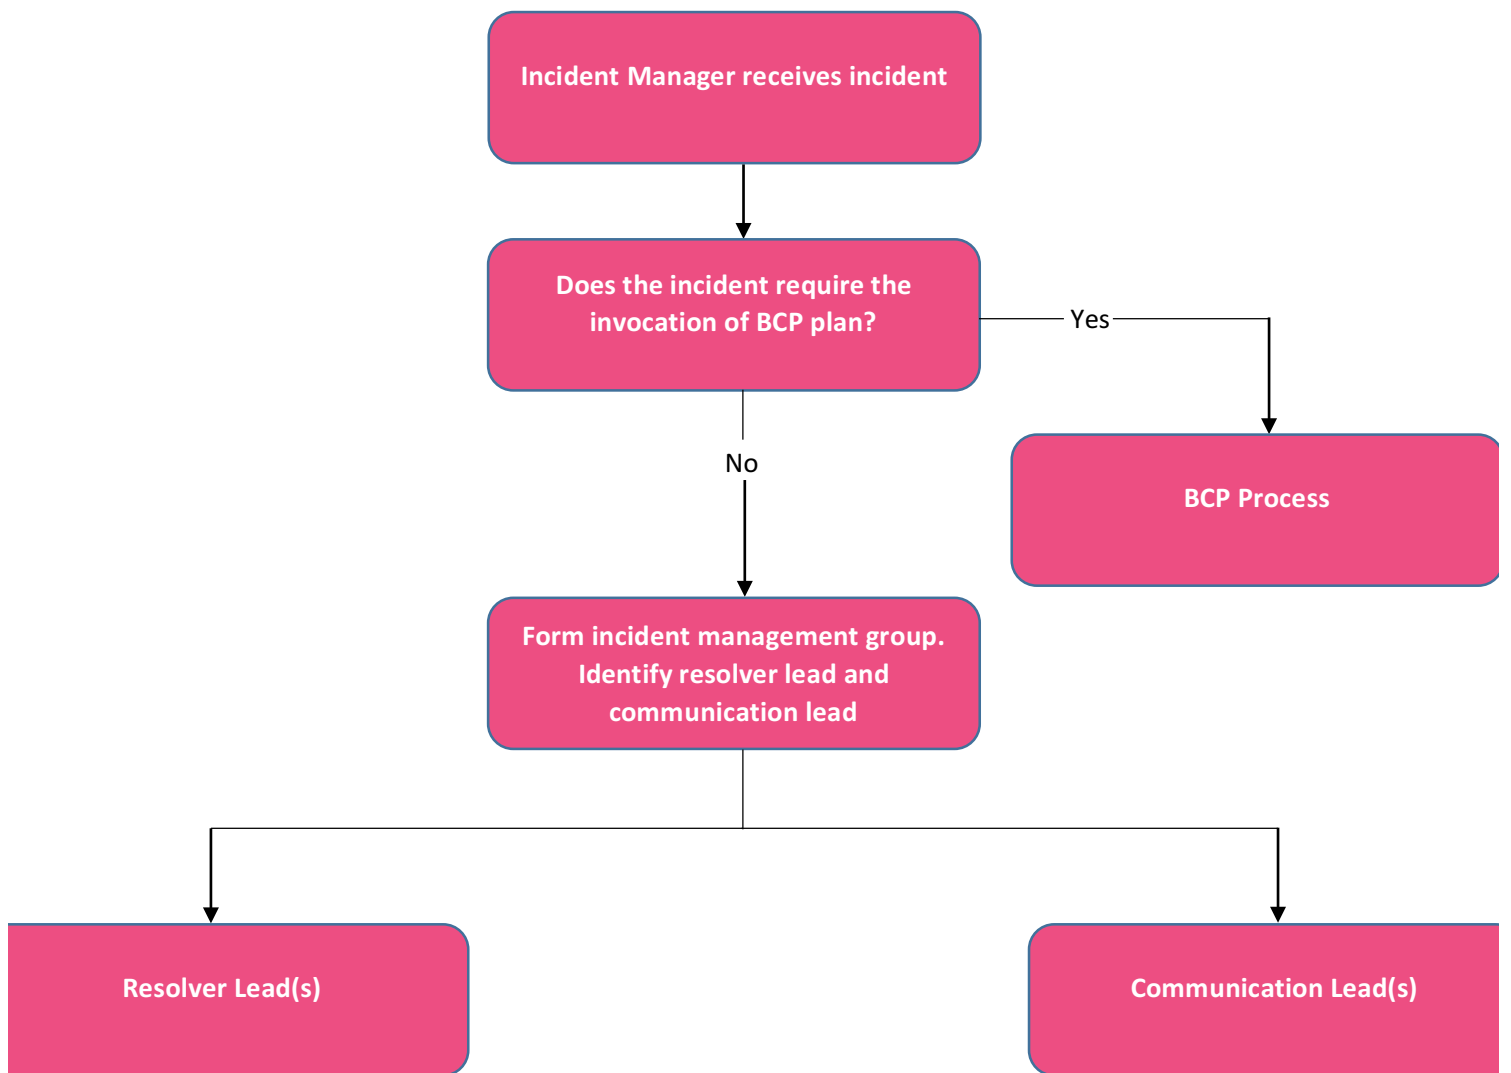 Incident Manager receives incident
Does the incident require the
invocation of BCP plan?
Yes
No
BCP Process
Form incident management group.
Identify resolver lead and
communication lead
Resolver Lead(s)
Communication Lead(s)